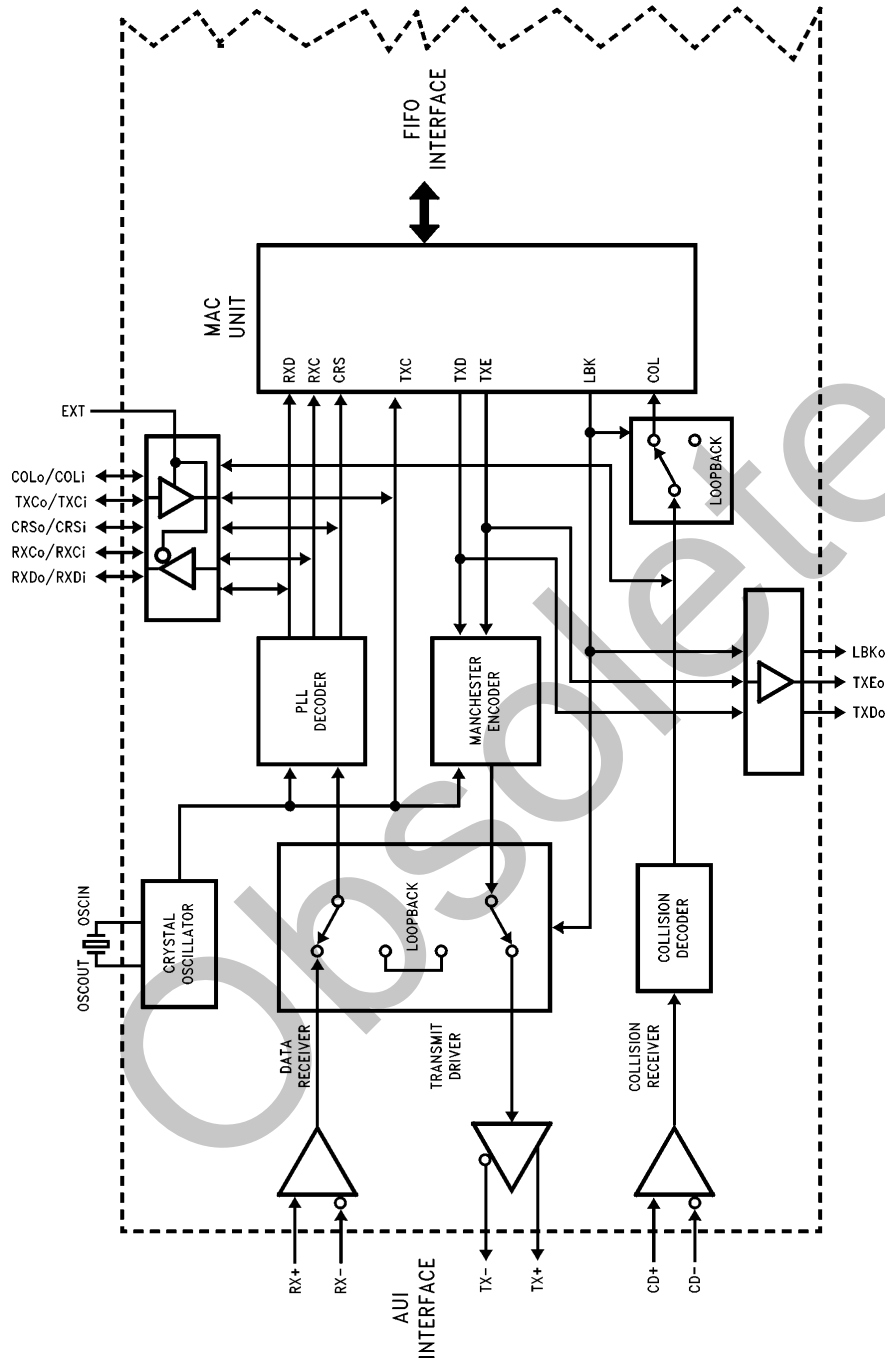 FIFO
INTERFACE
MAC
UNIT
RXD
RXC
CRS
TXC
TXD
TXE
LBK
COL
EXT
COLo/COLi
TXCo/TXCi
CRSo/CRSi
RXCo/RXCi
RXDo/RXDi
LOOPBACK
PLL
DECODER
MANCHESTER
ENCODER
LBKo
TXEo
TXDo
OSCIN
OSCOUT
CRYSTAL
OSCILLATOR
LOOPBACK
COLLISION
DECODER
DATA
RECEIVER
TRANSMIT
DRIVER
COLLISION
RECEIVER
RX+
RX-
TX-
TX+
CD+
CD-
AUI
INTERFACE
Obsolete